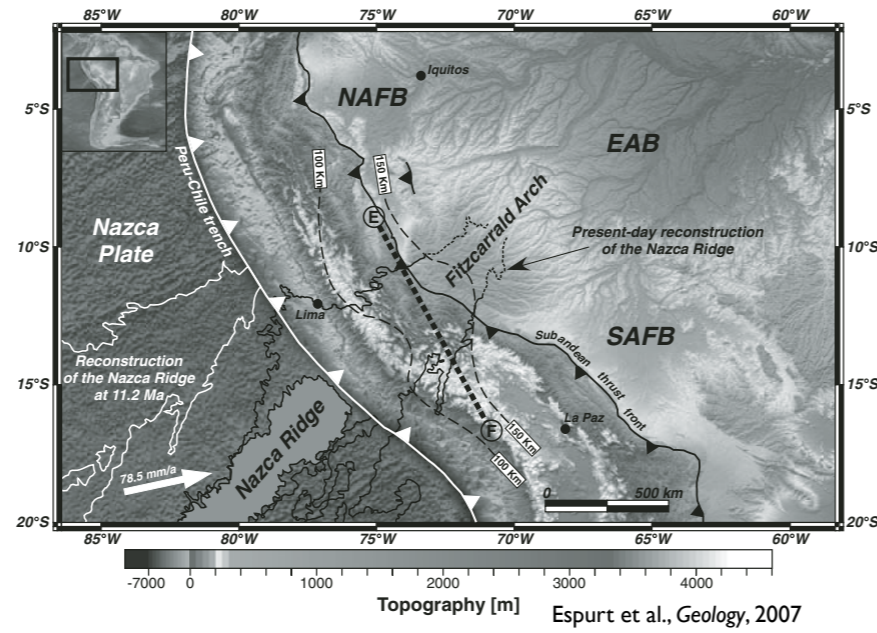 85°W 80°W 75°W 70°W 65°W 60°W
5°S
10°S
15°S
20°S
5°S
10°S
15°S
20°S
Iquitos
NAFB
EAB
100 Km
150 Km
Peru-Chile trench
E
Fitzcarrald Arch
Nazca
Plate
Present-day reconstruction
of the Nazca Ridge
Lima
SAFB
Subandean thrust front
Reconstruction
of the Nazca Ridge
at 11.2 Ma
La Paz
F
150 Km
100 Km
Nazca Ridge
78.5 mm/a
0 500 km
85°W 80°W 75°W 70°W 65°W 60°W
-7000 0 1000 2000 3000 4000
Topography [m]
Espurt et al., Geology, 2007